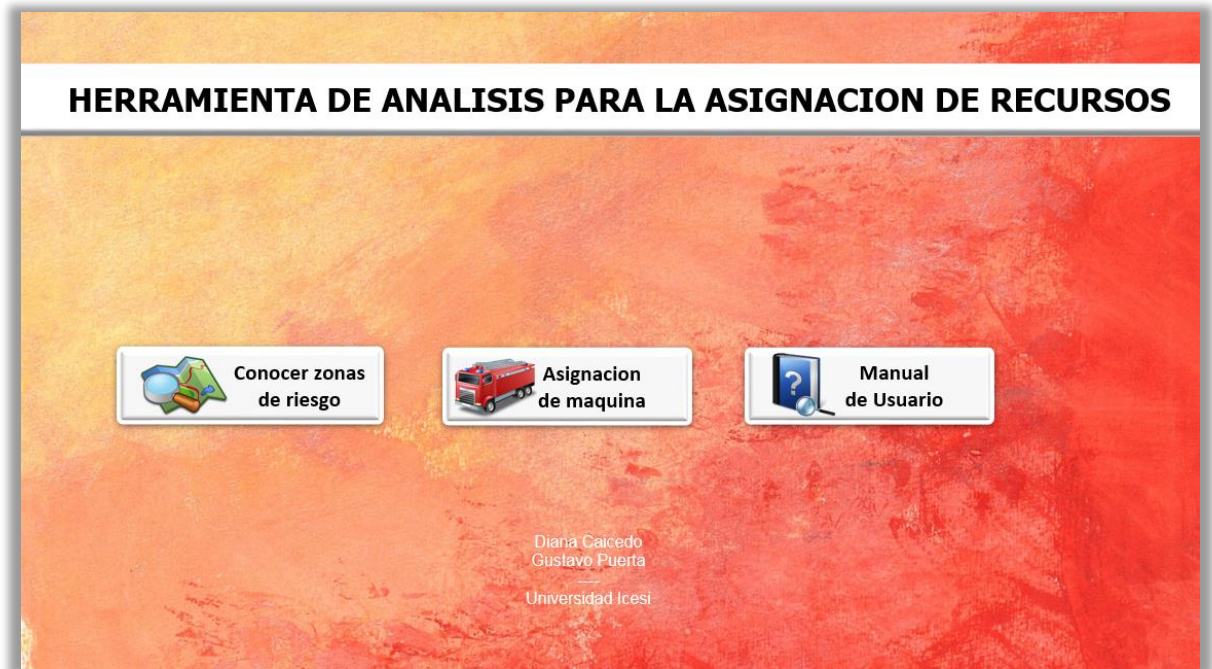 HERRAMIENTA DE ANALISIS PARA LA ASIGNACION DE RECURSOS
Conocer zonas
de riesgo
Asignacion
de maquina
?
Manual
de Usuario
Diana Caicedo
Gustavo Puerta
Universidad Icesi